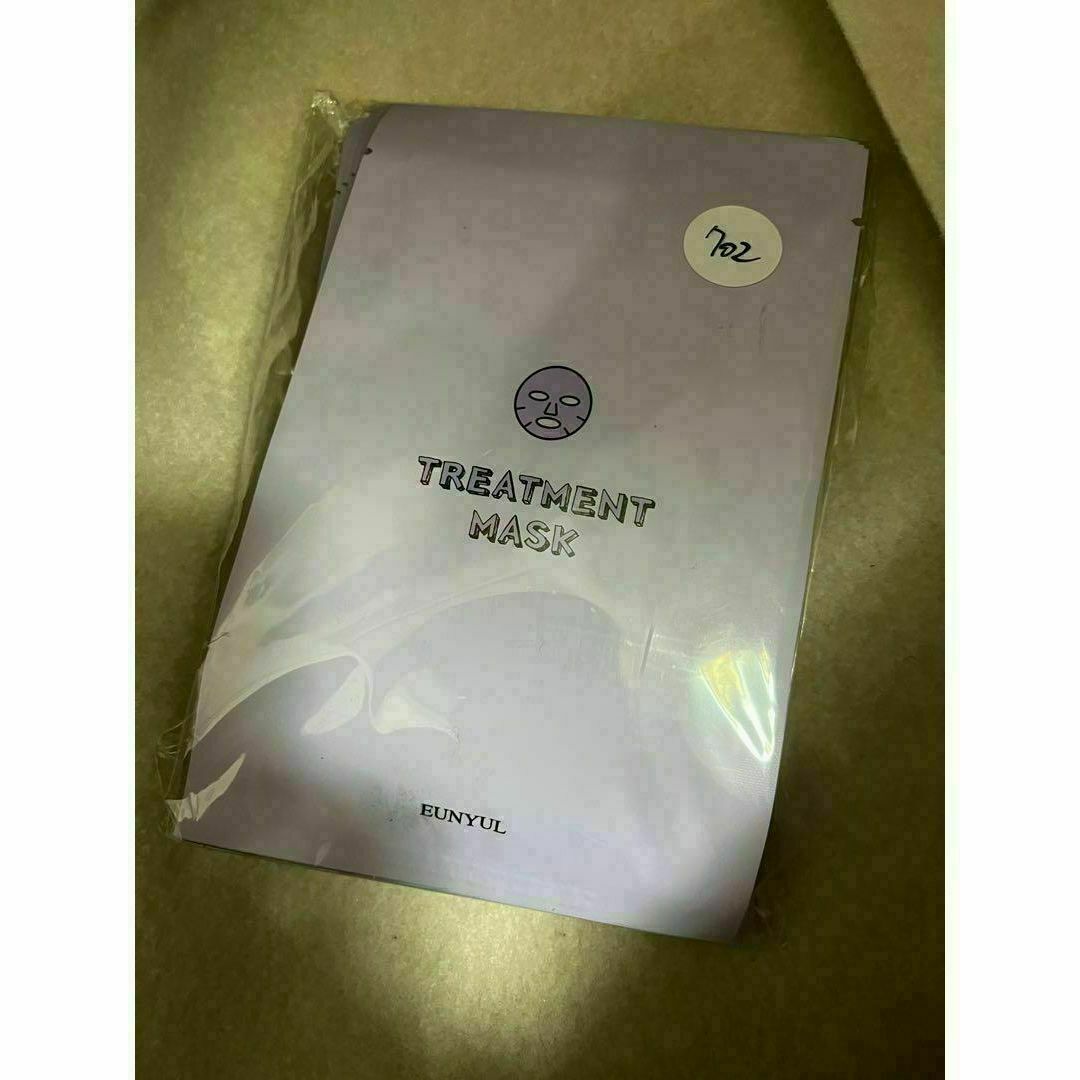 702
TREATMENT
MASK
EUNYUL